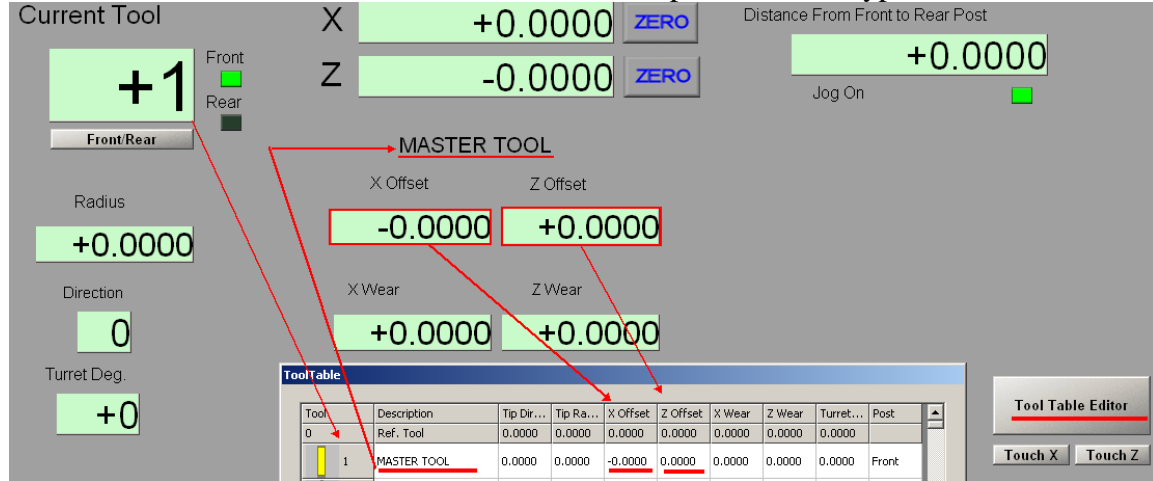 Current Tool X +0.0000 ZERO Distance From Front to Rear Post
+1 Front Z -0.0000 ZERO +0.0000
Rear Jog On
Front/Rear MASTER TOOL
X Offset Z Offset
Radius -0.0000 +0.0000
+0.0000
Direction X Wear Z Wear
0 +0.0000 +0.0000
Turret Deg. ToolTable
+0 Tool Description Tip Dir... Tip Ra... X Offset Z Offset X Wear Z Wear Turret... Post Tool Table Editor
0 Ref. Tool 0.0000 0.0000 0.0000 0.0000 0.0000 0.0000 0.0000
1 MASTER TOOL 0.0000 0.0000 -0.0000 0.0000 0.0000 0.0000 0.0000 Front Touch X Touch Z